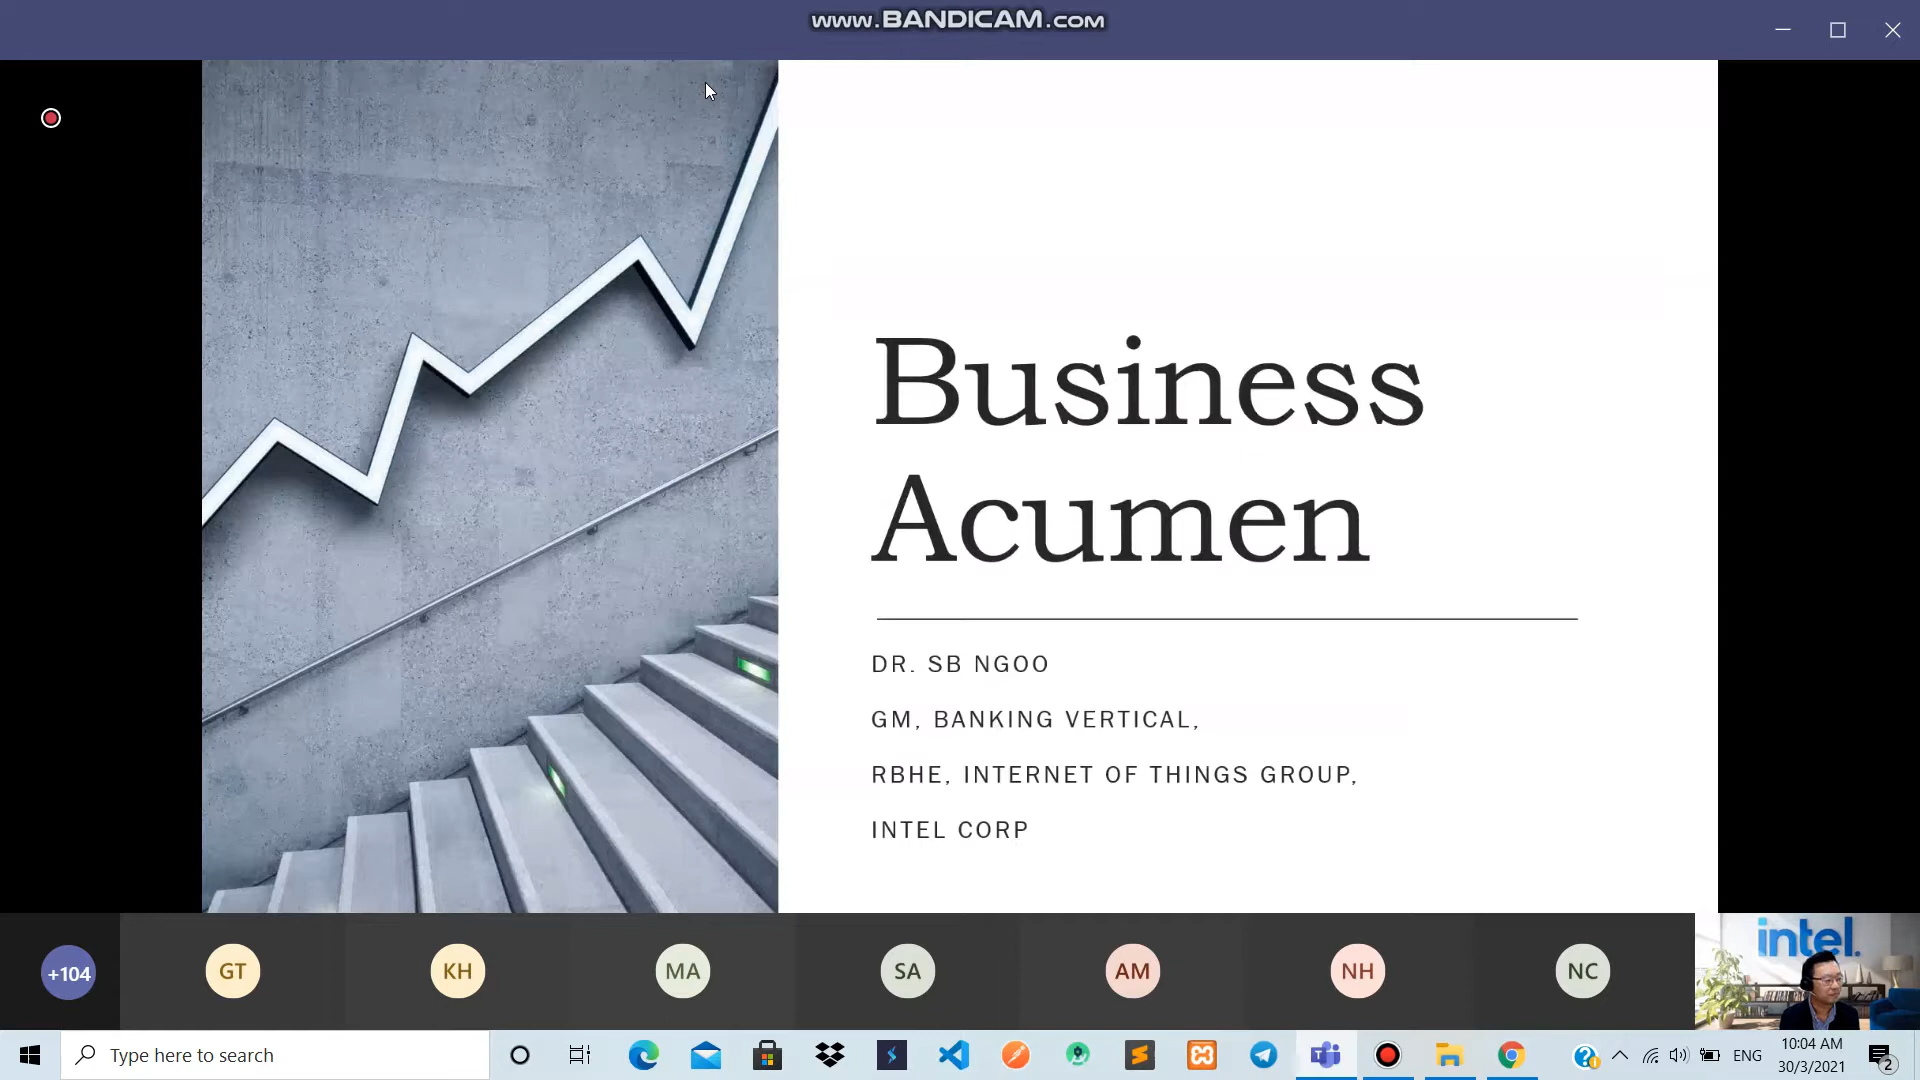 www.BANDICAM.com
Business
Acumen
DR. SB NGOO
GM, BANKING VERTICAL,
RBHE, INTERNET OF THINGS GROUP,
INTEL CORP
+104
GT
KH
MA
SA
AM
NH
NC
intel.
Type here to search
ENG
10:04 AM
30/3/2021
2